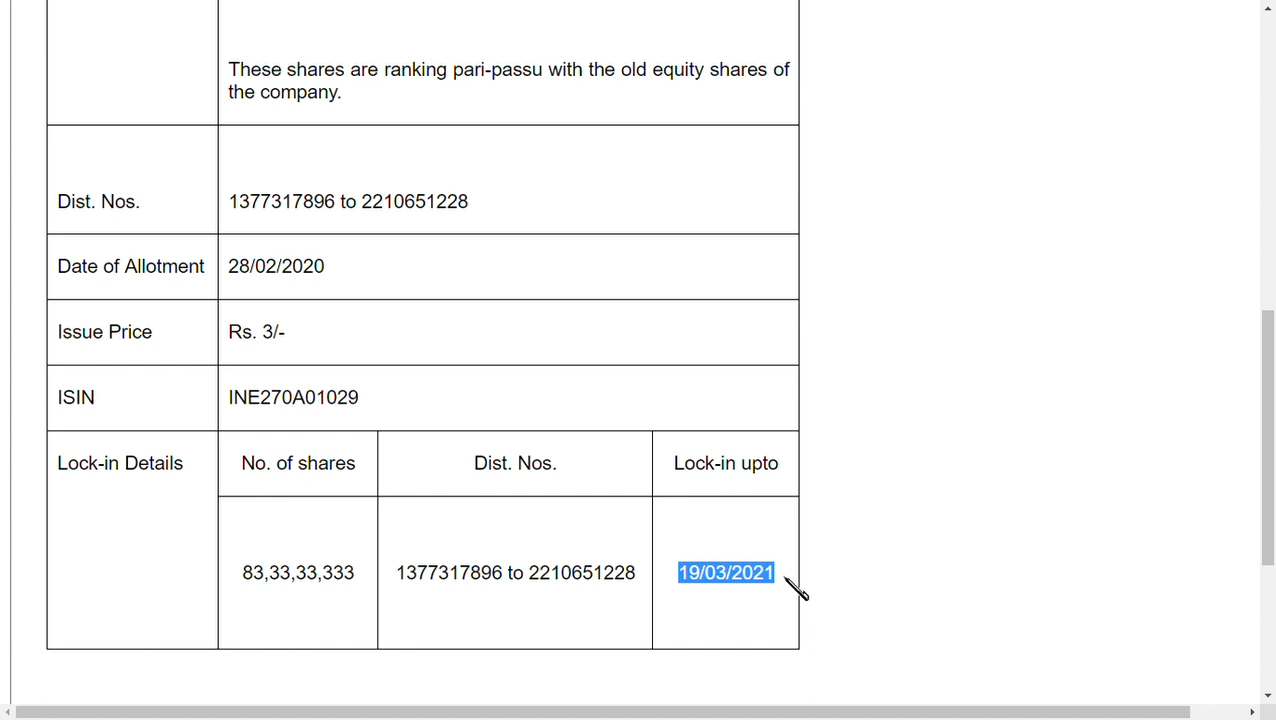 These shares are ranking pari-passu with the old equity shares of
the company.
Dist. Nos.
1377317896 to 2210651228
Date of Allotment
28/02/2020
Issue Price
Rs. 3/-
ISIN
INE270A01029
Lock-in Details
No. of shares
Dist. Nos.
Lock-in upto
83,33,33,333
1377317896 to 2210651228
19/03/2021